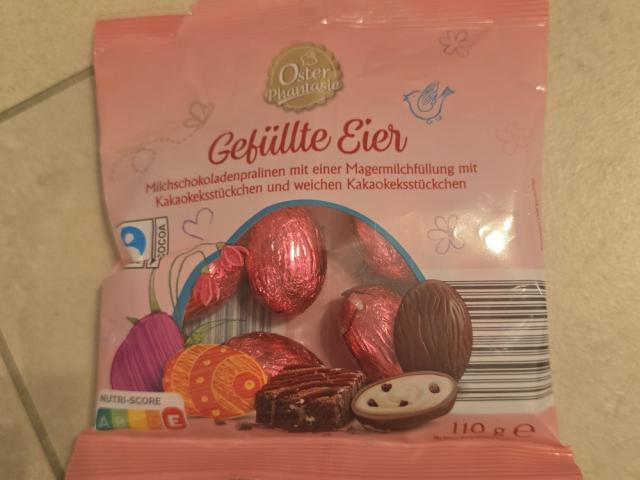 Oster
Phantasie
Gefüllte Eier
Milchschokoladenpralinen mit einer Magermilchfüllung mit
Kakaokeksstückchen und weichen Kakaokeksstückchen
COCOA
NUTRI-SCORE
A B C D E
110 g e